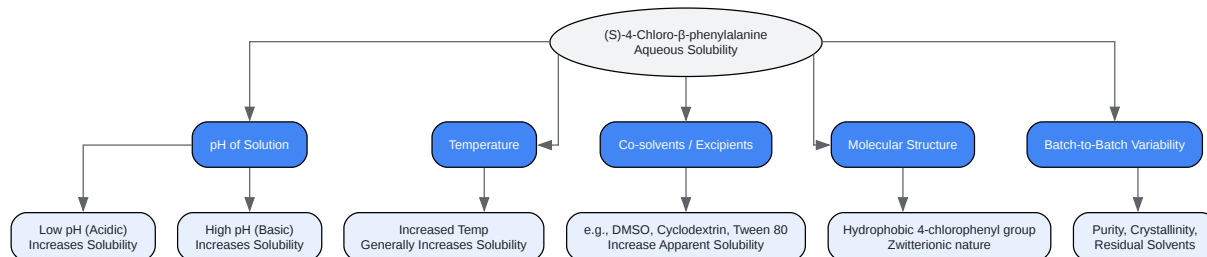 (S)-4-Chloro-β-phenylalanine
Aqueous Solubility
pH of Solution
Temperature
Co-solvents / Excipients
Molecular Structure
Batch-to-Batch Variability
Low pH (Acidic)
Increases Solubility
High pH (Basic)
Increases Solubility
Increased Temp
Generally Increases Solubility
e.g., DMSO, Cyclodextrin, Tween 80
Increase Apparent Solubility
Hydrophobic 4-chlorophenyl group
Zwitterionic nature
Purity, Crystallinity,
Residual Solvents